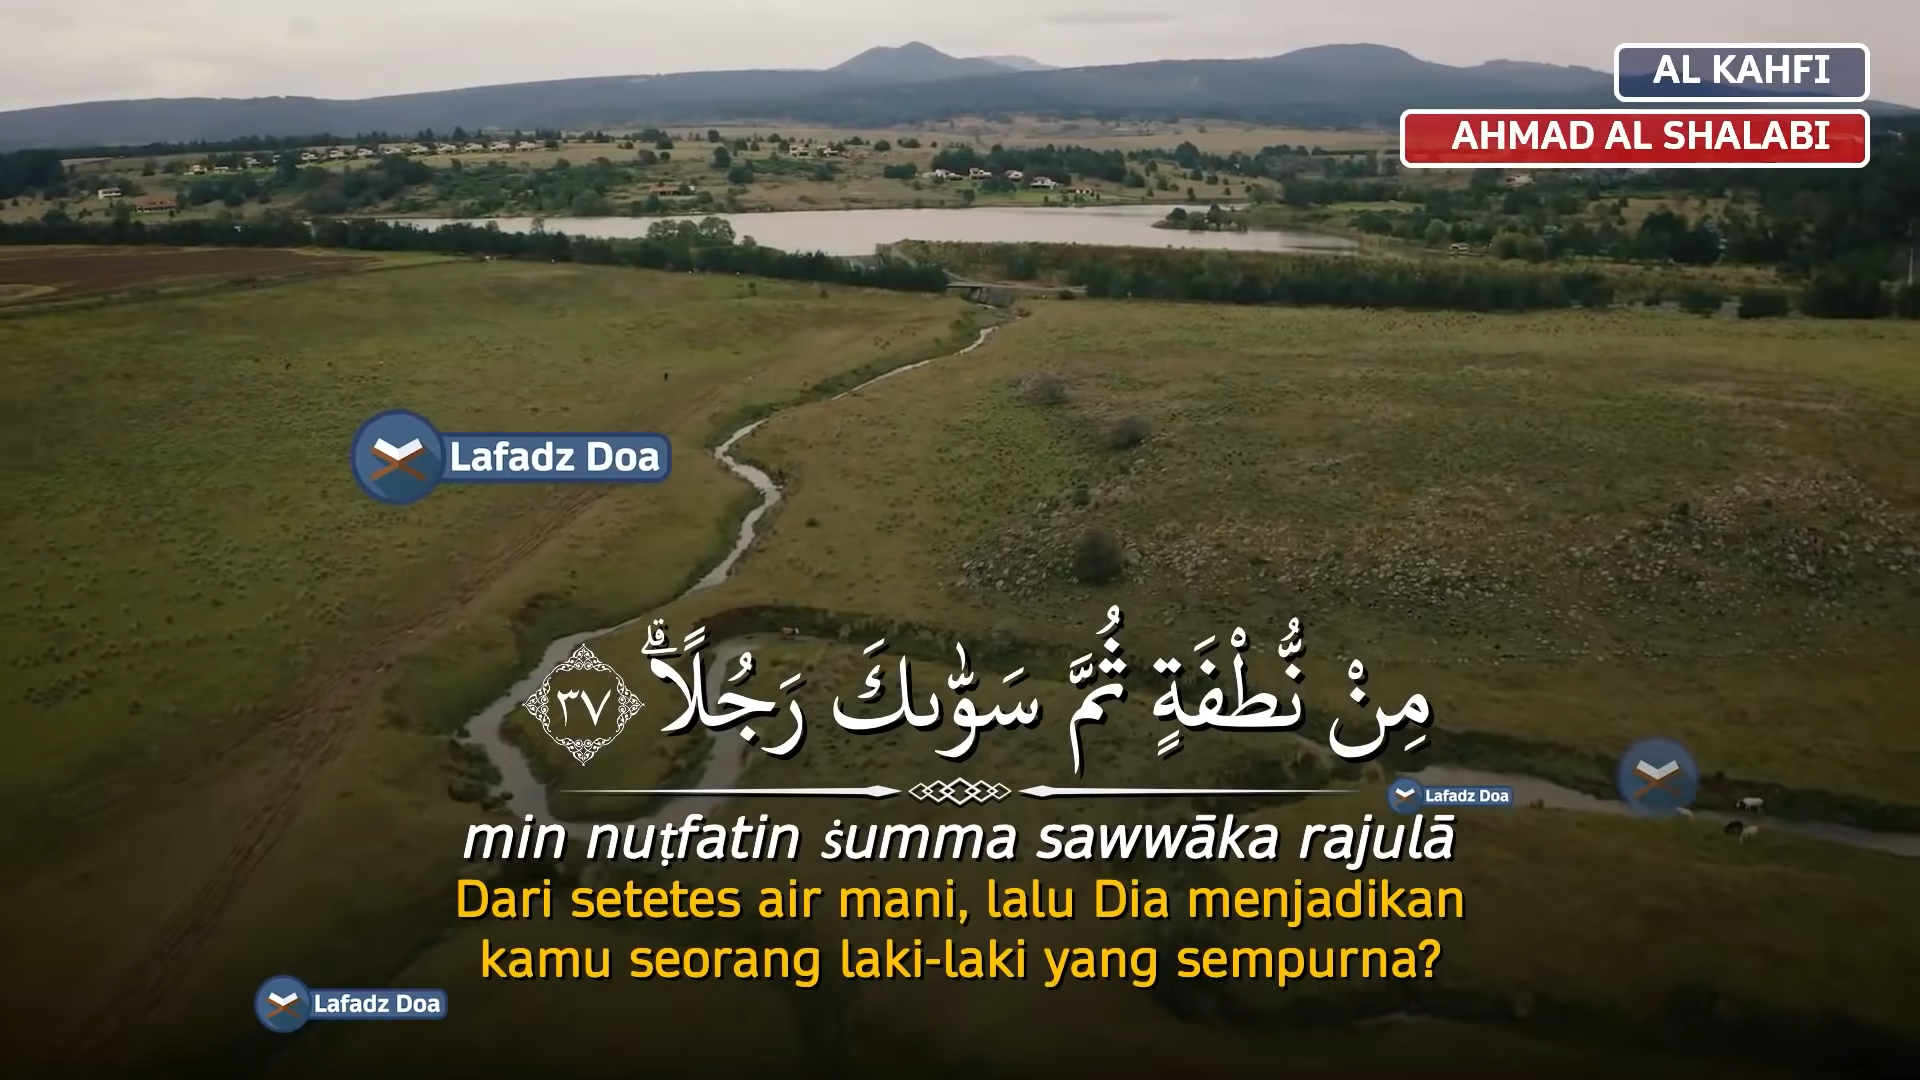 AL KAHFI
AHMAD AL SHALABI
Lafadz Doa
مِنْ نُّطْفَةٍ ثُمَّ سَوّٰىكَ رَجُلًاۗ ٣٧
Lafadz Doa
min nuṭfatin ṡumma sawwāka rajulā
Dari setetes air mani, lalu Dia menjadikan
kamu seorang laki-laki yang sempurna?
Lafadz Doa